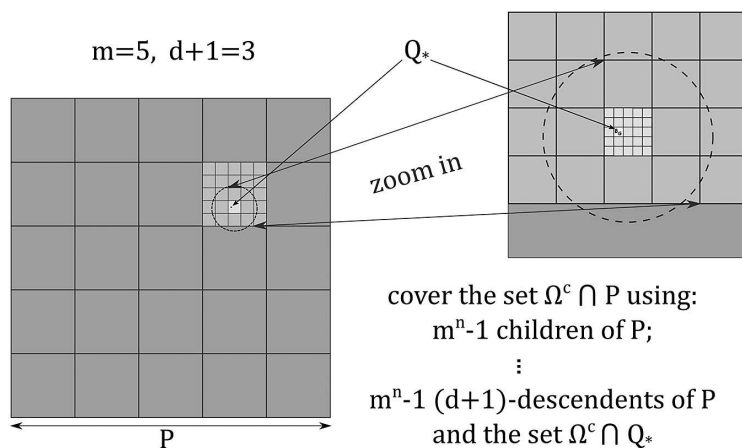 m=5, d+1=3
Q*
zoom in
P
cover the set Ωᶜ ⋂ P using:
mⁿ-1 children of P;
⋮
mⁿ-1 (d+1)-descendents of P
and the set Ωᶜ ⋂ Q*